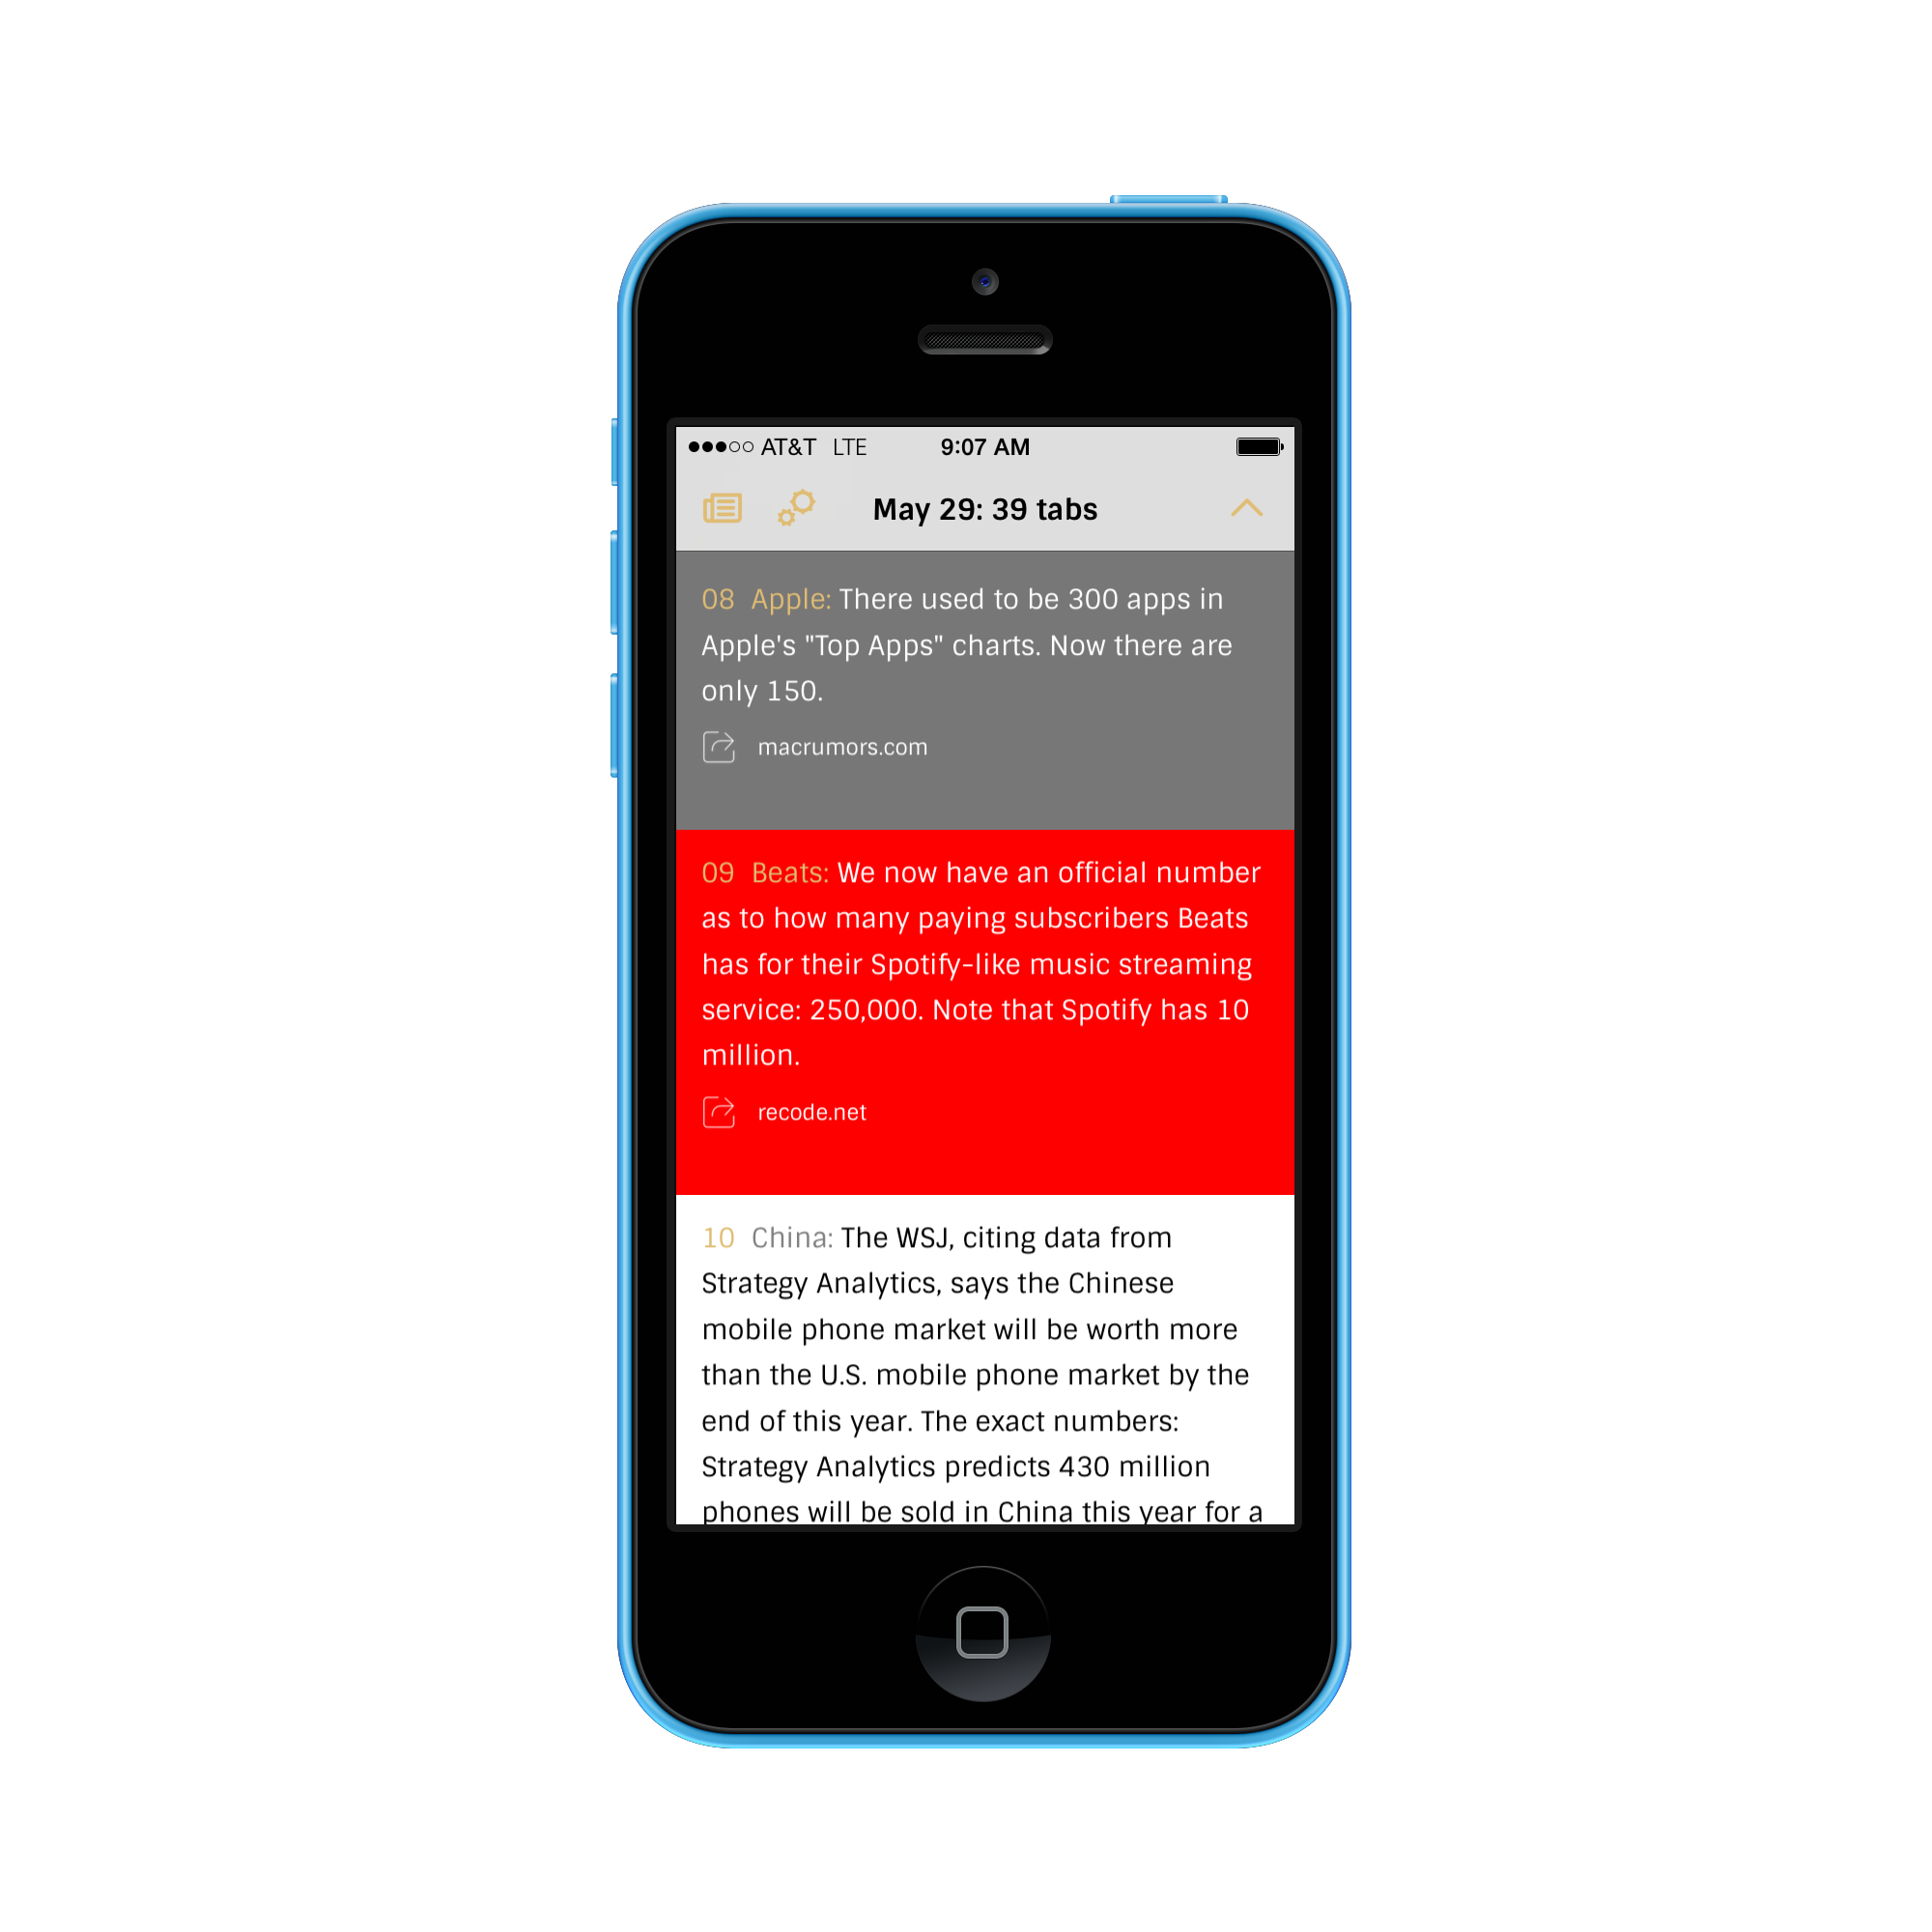 AT&T LTE 9:07 AM
May 29: 39 tabs
08 Apple: There used to be 300 apps in
Apple's "Top Apps" charts. Now there are
only 150.
macrumors.com
09 Beats: We now have an official number
as to how many paying subscribers Beats
has for their Spotify-like music streaming
service: 250,000. Note that Spotify has 10
million.
recode.net
10 China: The WSJ, citing data from
Strategy Analytics, says the Chinese
mobile phone market will be worth more
than the U.S. mobile phone market by the
end of this year. The exact numbers:
Strategy Analytics predicts 430 million
phones will be sold in China this year for a